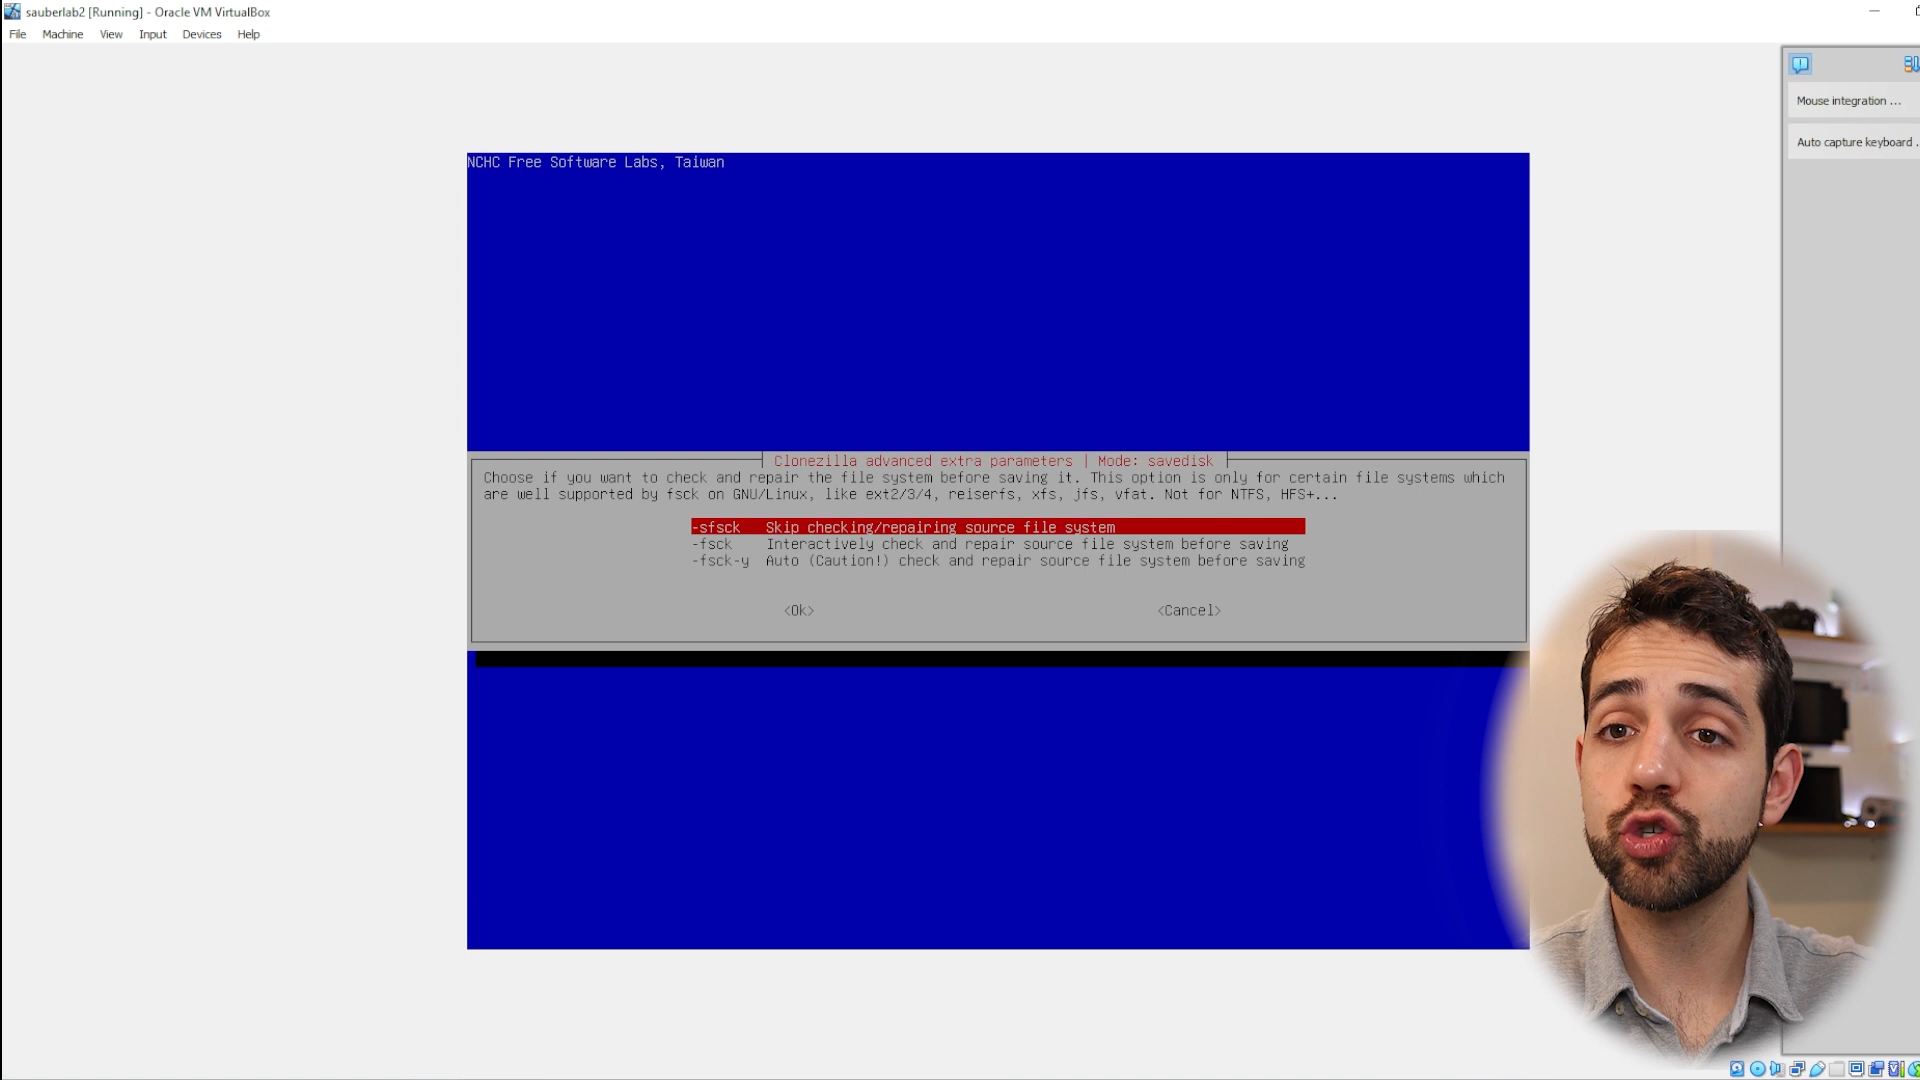 sauberlab2 [Running] - Oracle VM VirtualBox
File Machine View Input Devices Help
Mouse integration ...
Auto capture keyboard .
NCHC Free Software Labs, Taiwan
Clonezilla advanced extra parameters | Mode: savedisk
Choose if you want to check and repair the file system before saving it. This option is only for certain file systems which
are well supported by fsck on GNU/Linux, like ext2/3/4, reiserfs, xfs, jfs, vfat. Not for NTFS, HFS+...
-sfsck Skip checking/repairing source file system
-fsck Interactively check and repair source file system before saving
-fsck-y Auto (Caution!) check and repair source file system before saving
<Ok> <Cancel>